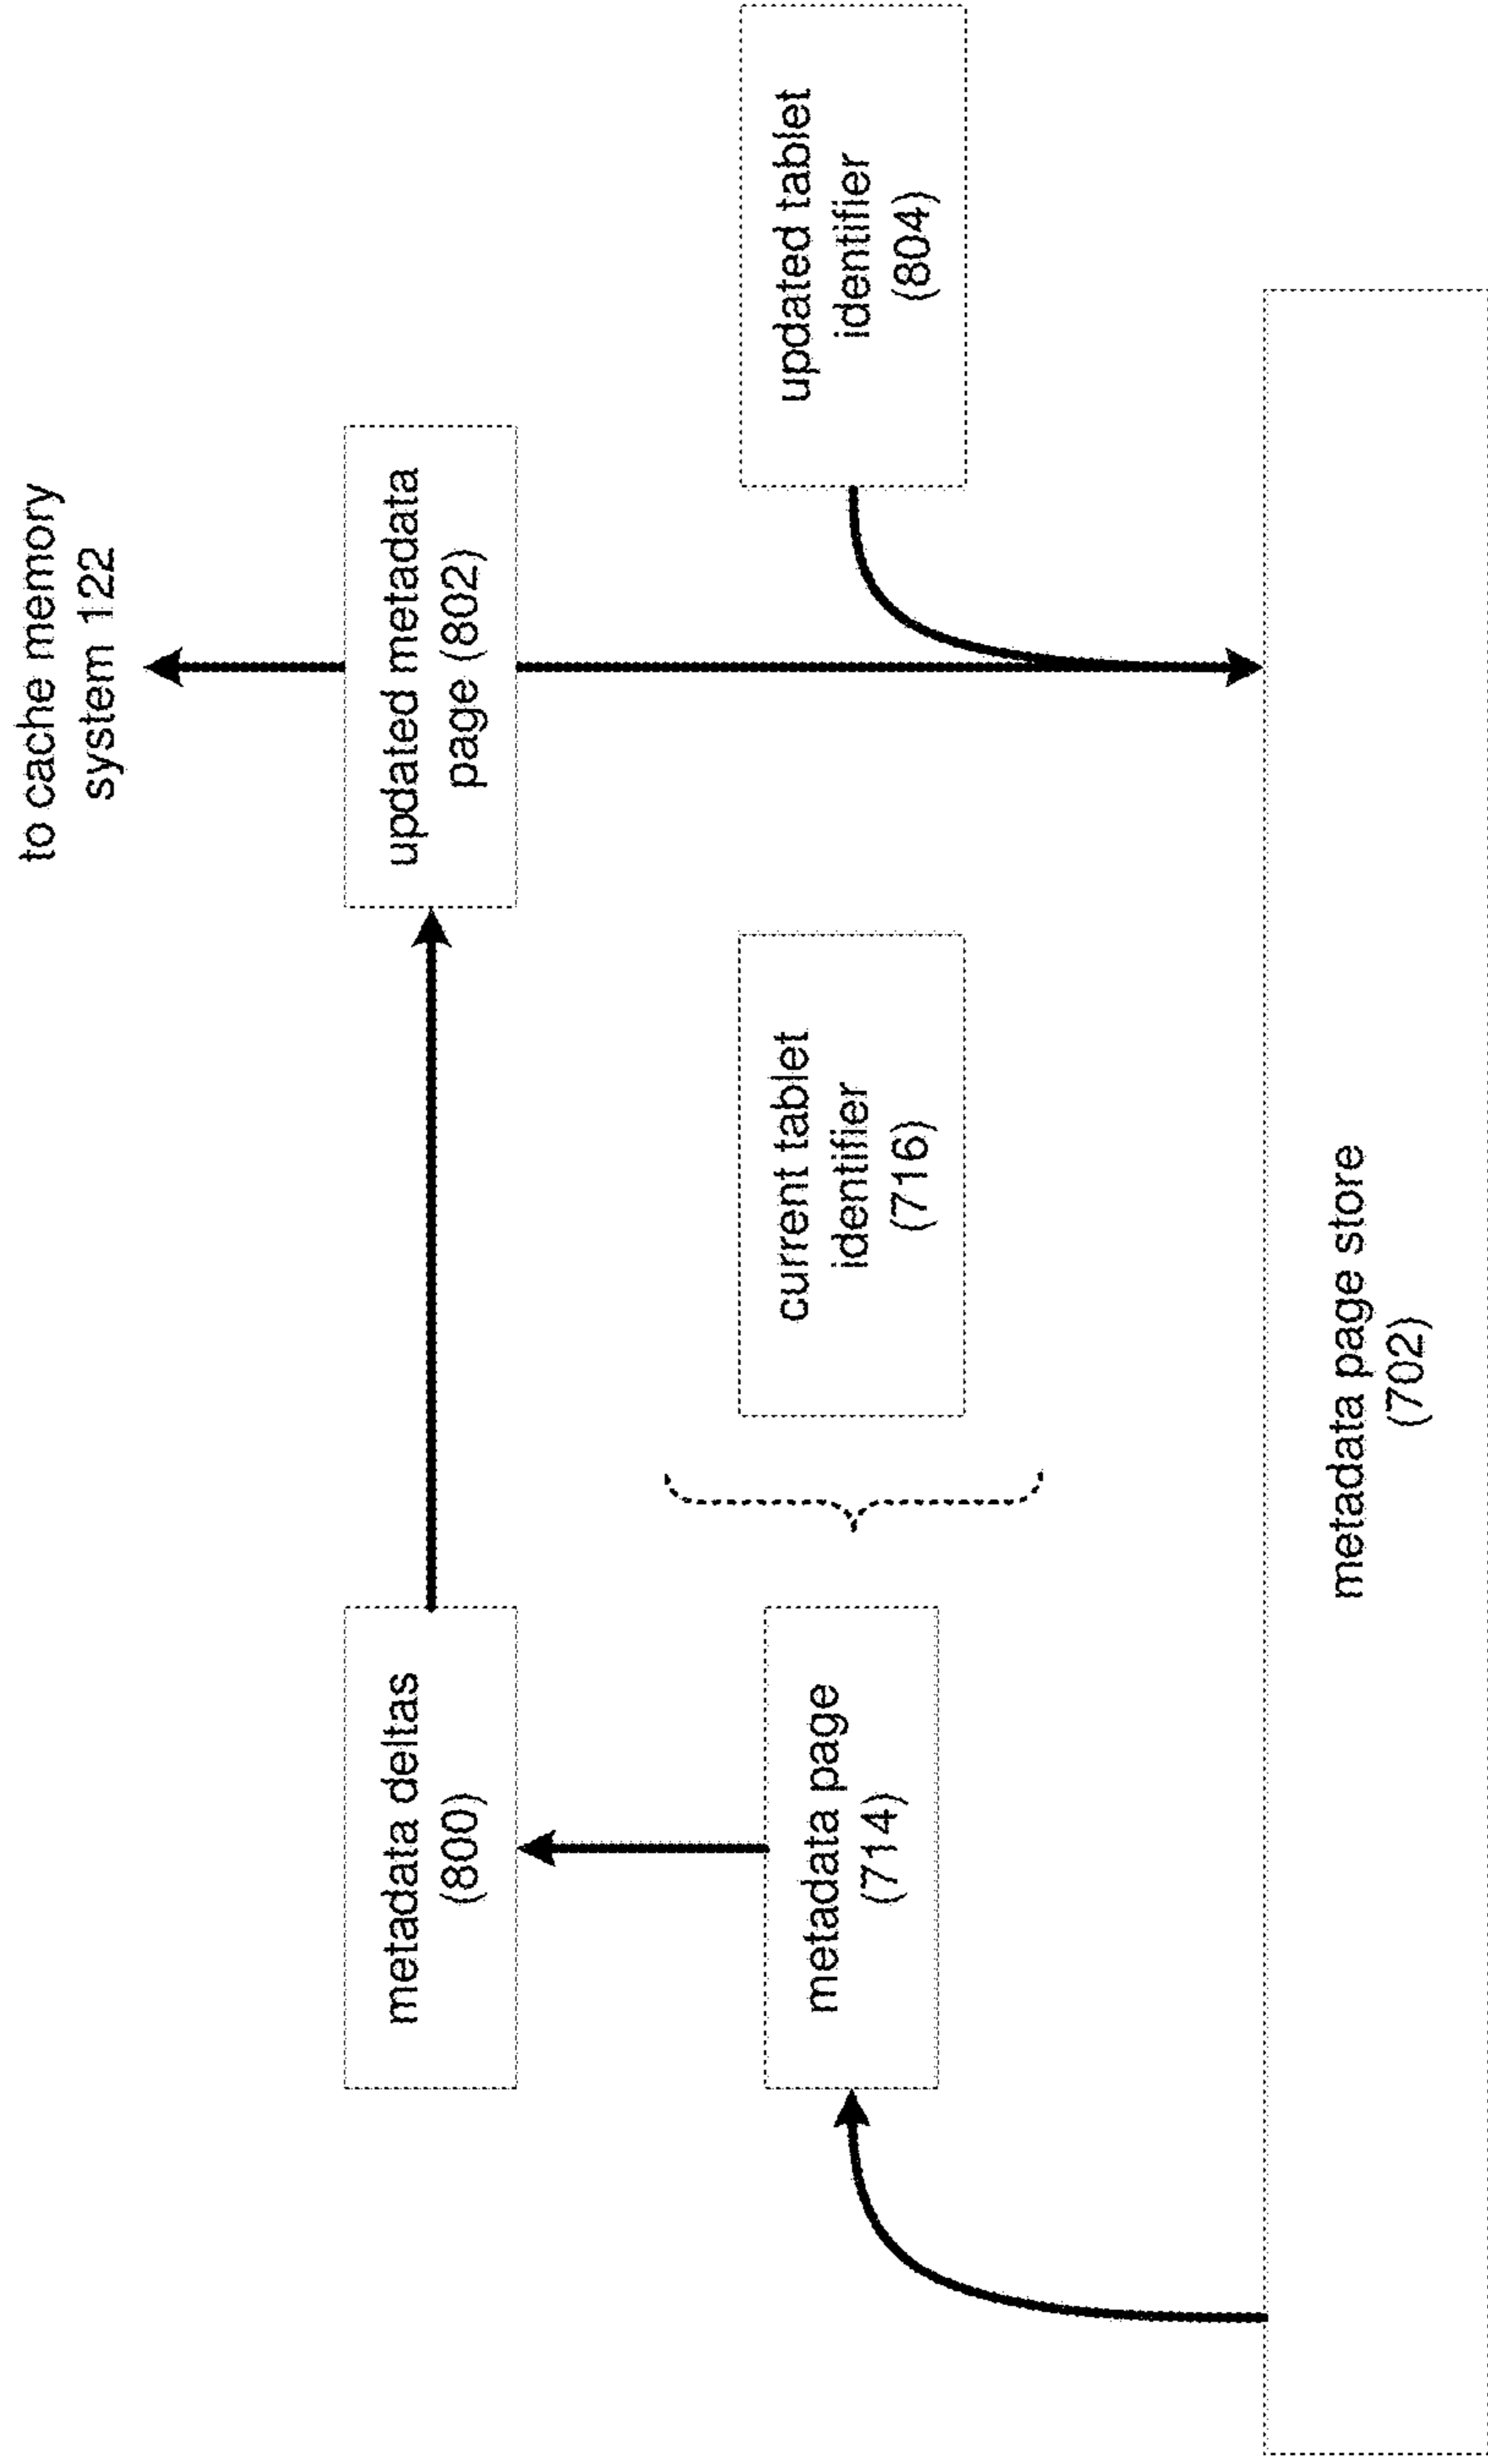 to cache memory
system 122
metadata deltas
(800)
updated metadata
page (802)
metadata page
(714)
current tablet
identifier
(716)
updated tablet
identifier
(804)
metadata page store
(702)